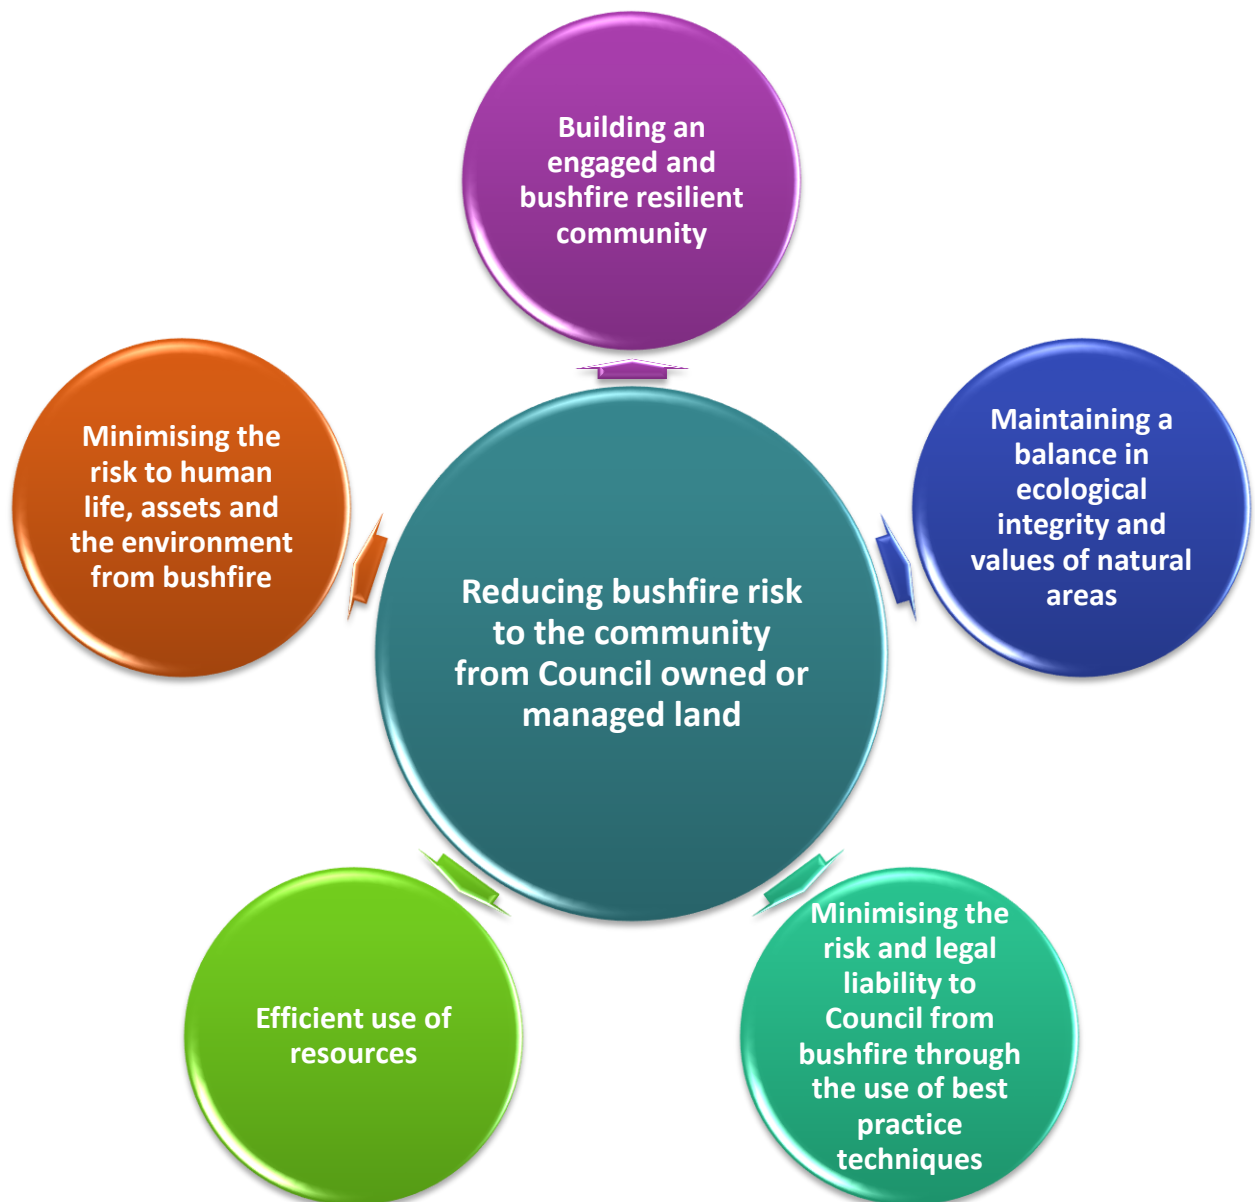 Building an
engaged and
bushfire resilient
community
Minimising the
risk to human
life, assets and
the environment
from bushfire
Maintaining a
balance in
ecological
integrity and
values of natural
areas
Reducing bushfire risk
to the community
from Council owned or
managed land
Efficient use of
resources
Minimising the
risk and legal
liability to
Council from
bushfire through
the use of best
practice
techniques